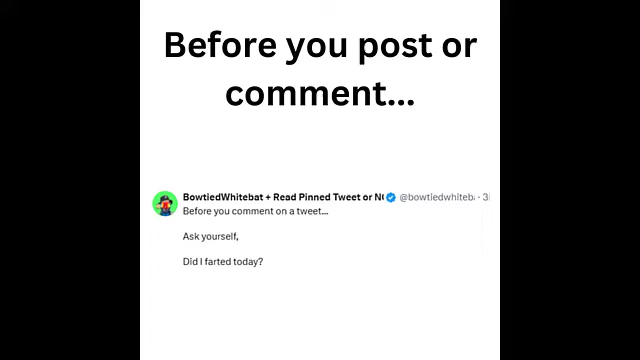 Before you post or
comment...
BowtiedWhitebat + Read Pinned Tweet or @bowtiedwhiteb · 3
Before you comment on a tweet...
Ask yourself,
Did I farted today?